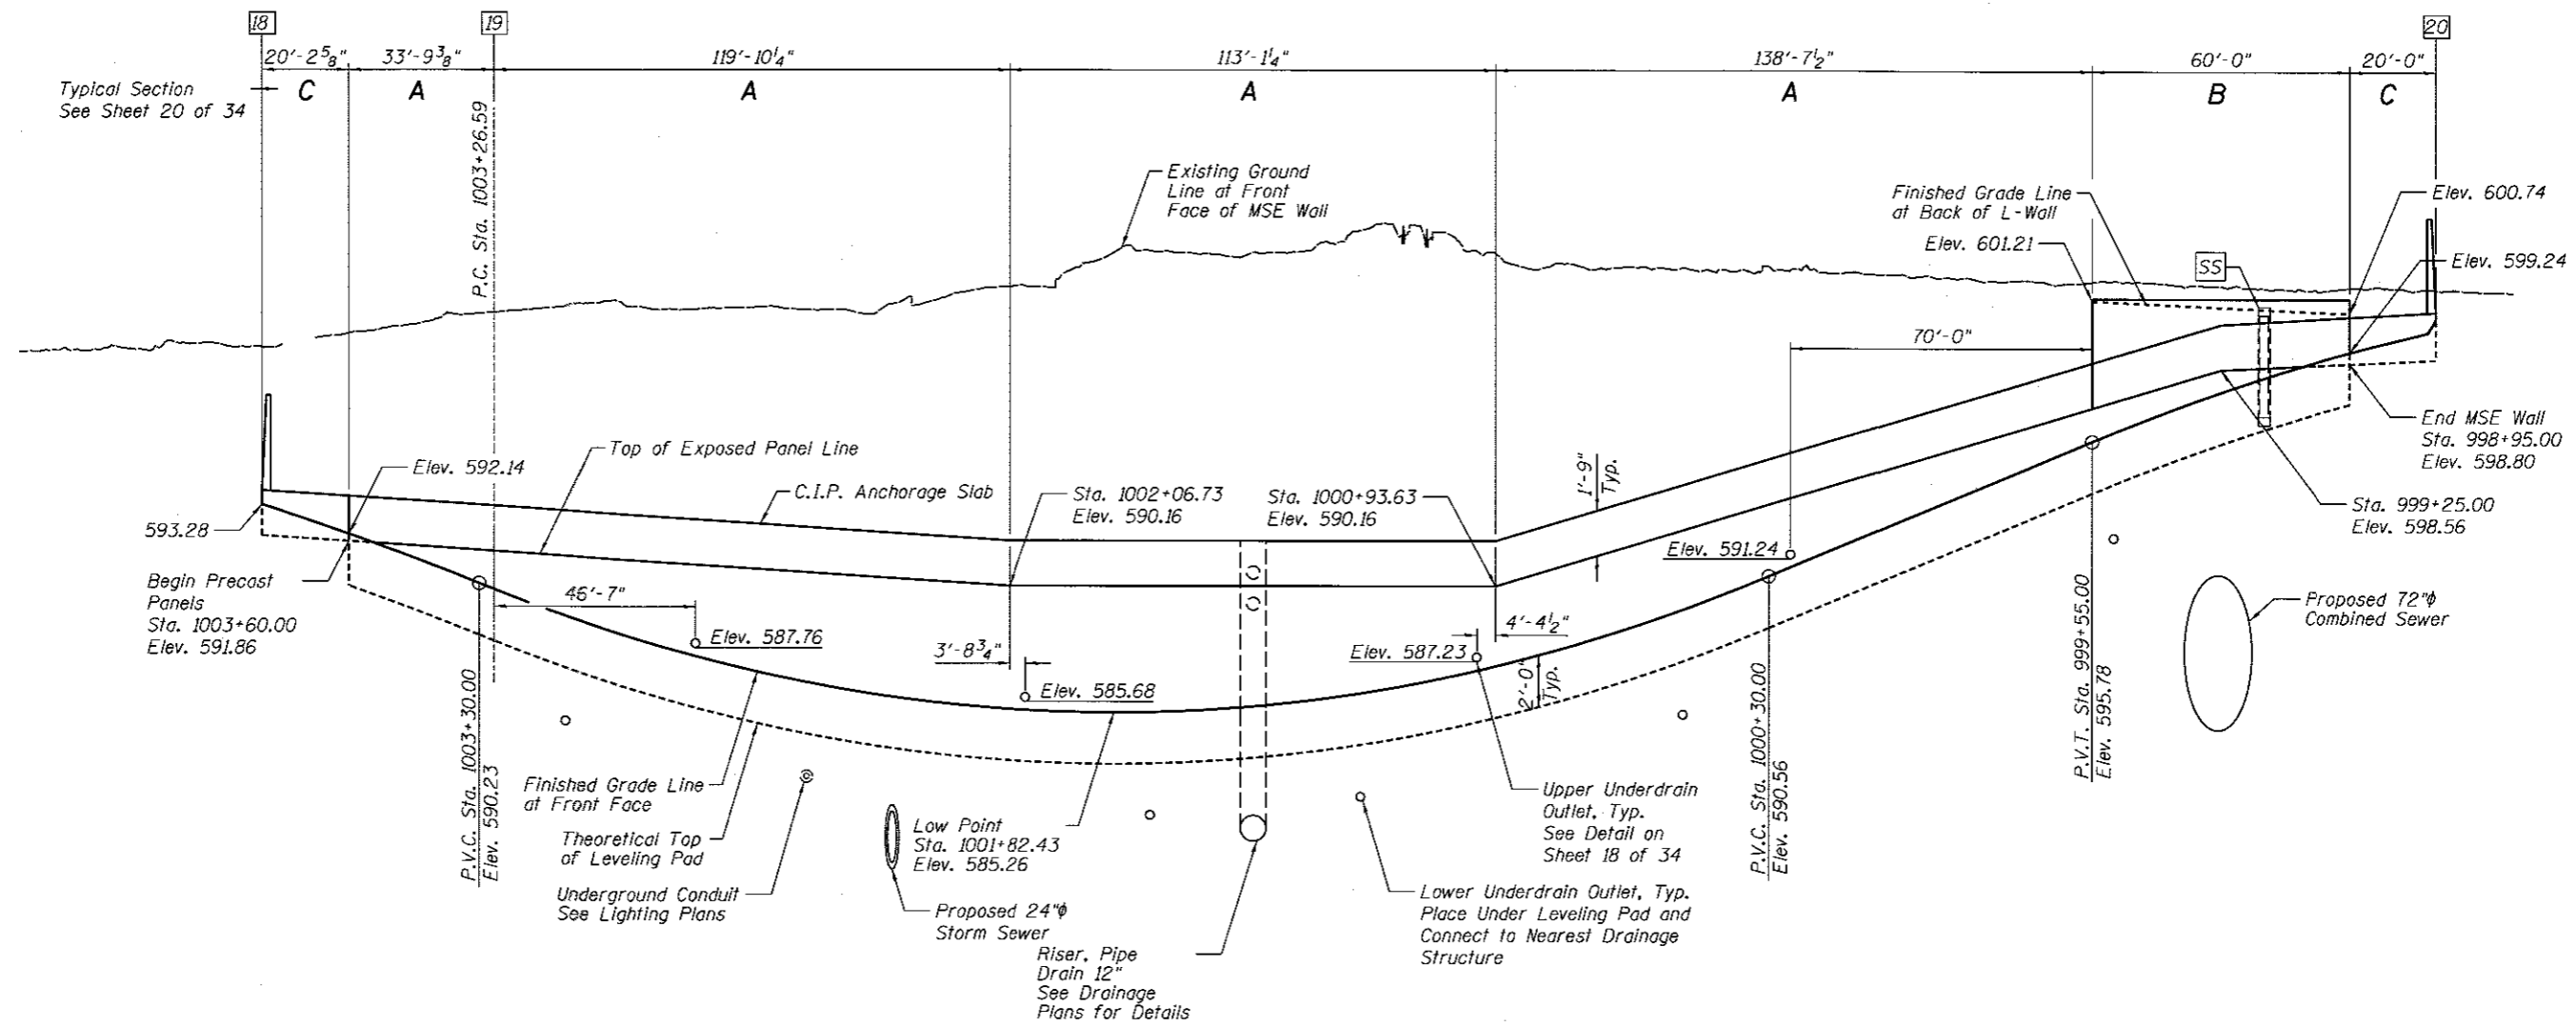 18
19
20
20'-2⅝"
33'-9⅜"
119'-10¼"
113'-1¼"
138'-7½"
60'-0"
20'-0"
C
A
A
A
A
B
C
Typical Section
See Sheet 20 of 34
P.C. Sta. 1003+26.59
Existing Ground
Line at Front
Face of MSE Wall
Finished Grade Line
at Back of L-Wall
Elev. 601.21
Elev. 600.74
SS
Elev. 599.24
70'-0"
Top of Exposed Panel Line
Elev. 592.14
C.I.P. Anchorage Slab
Sta. 1002+06.73
Elev. 590.16
Sta. 1000+93.63
Elev. 590.16
1'-9"
Typ.
End MSE Wall
Sta. 998+95.00
Elev. 598.80
Sta. 999+25.00
Elev. 598.56
593.28
Begin Precast
Panels
Sta. 1003+60.00
Elev. 591.86
46'-7"
Elev. 587.76
3'-8¾"
Elev. 585.68
Elev. 587.23
4'-4½"
Elev. 591.24
2'-0"
Typ.
Proposed 72"ϕ
Combined Sewer
P.V.C. Sta. 1003+30.00
Elev. 590.23
P.V.C. Sta. 1000+30.00
Elev. 590.56
P.V.T. Sta. 999+55.00
Elev. 595.78
Finished Grade Line
at Front Face
Theoretical Top
of Leveling Pad
Underground Conduit
See Lighting Plans
Low Point
Sta. 1001+82.43
Elev. 585.26
Proposed 24"ϕ
Storm Sewer
Riser, Pipe
Drain 12"
See Drainage
Plans for Details
Upper Underdrain
Outlet, Typ.
See Detail on
Sheet 18 of 34
Lower Underdrain Outlet, Typ.
Place Under Leveling Pad and
Connect to Nearest Drainage
Structure